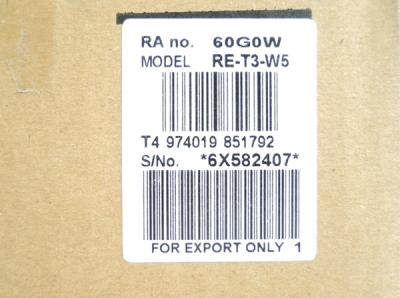 RA no. 60G0W
MODEL RE-T3-W5
T4 974019 851792
S/No. *6X582407*
FOR EXPORT ONLY 1